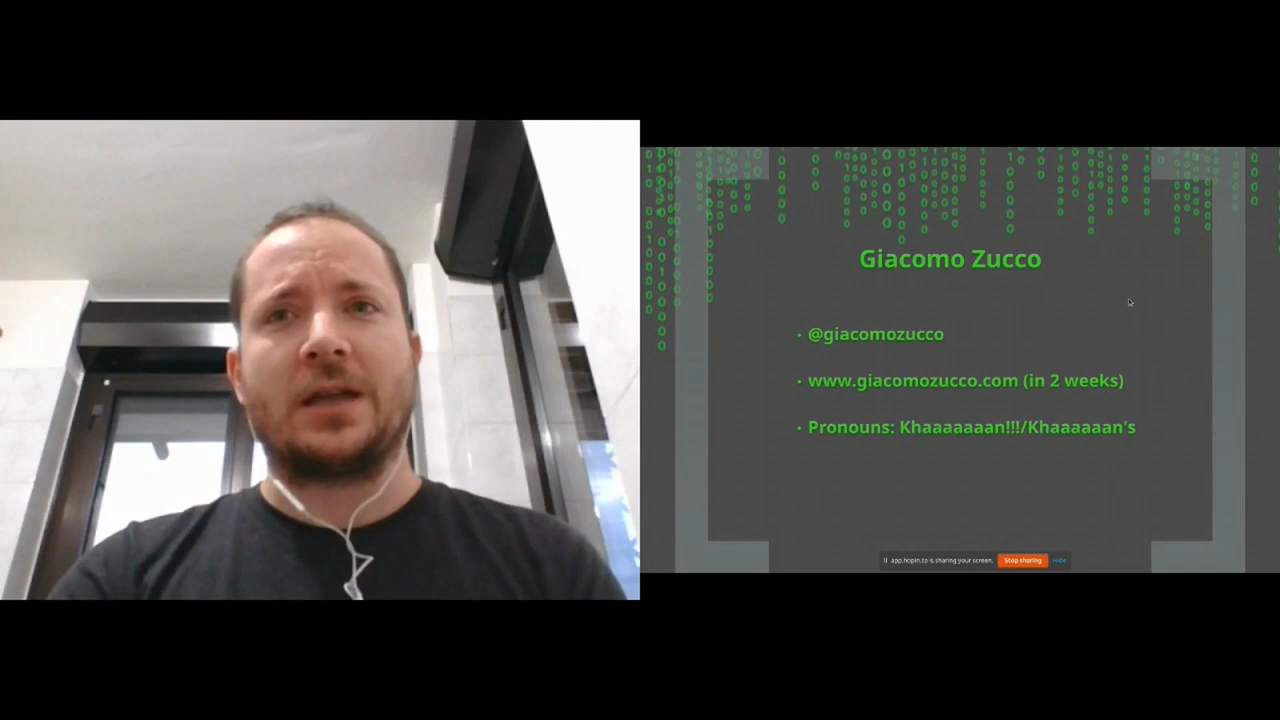 Giacomo Zucco
• @giacomozucco
• www.giacomozucco.com (in 2 weeks)
• Pronouns: Khaaaaaaan!!!/Khaaaaaan's
|| app.hopin.to is sharing your screen. Stop sharing Hide